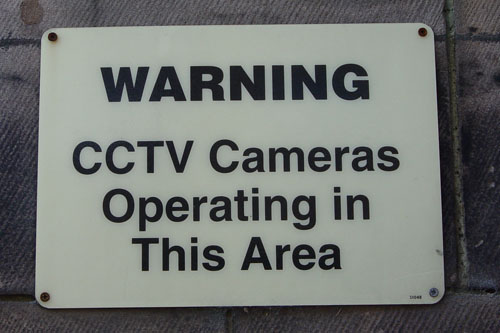 WARNING
CCTV Cameras
Operating in
This Area